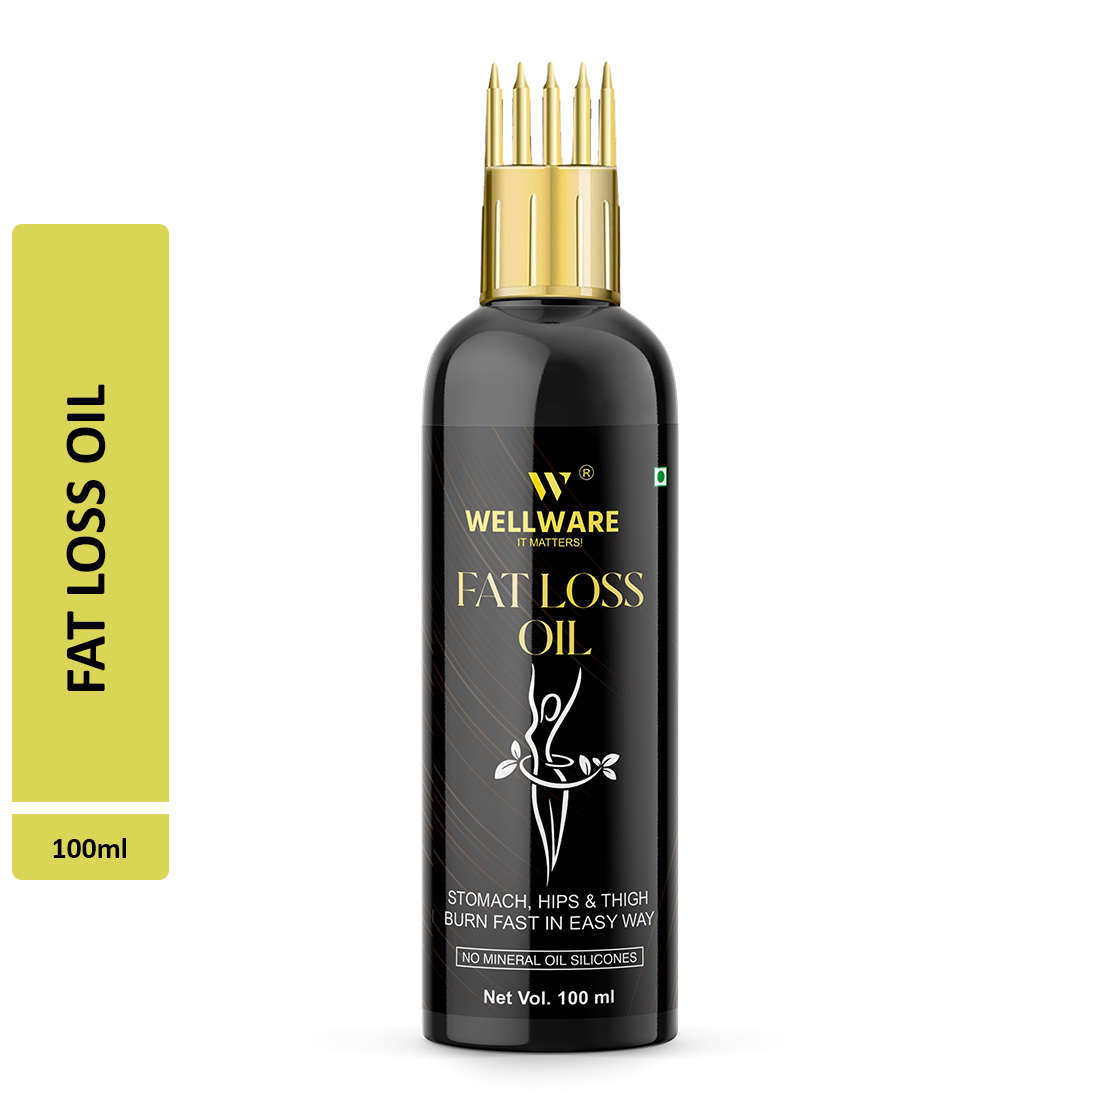 FAT LOSS OIL
100ml
W ®
WELLWARE
IT MATTERS!
FAT LOSS
OIL
STOMACH, HIPS & THIGH
BURN FAST IN EASY WAY
NO MINERAL OIL SILICONES
Net Vol. 100 ml